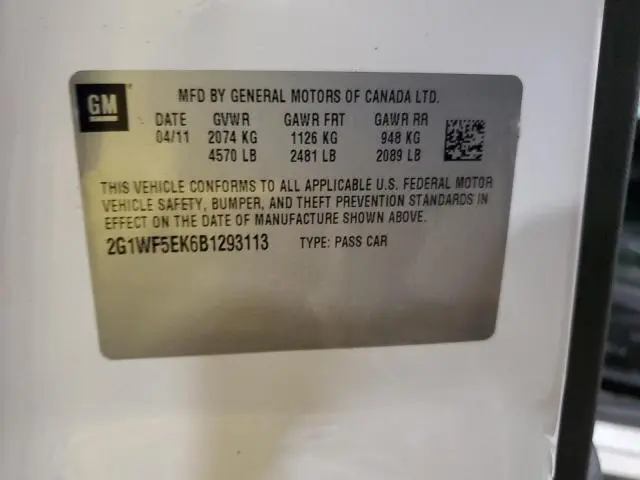 GM
MFD BY GENERAL MOTORS OF CANADA LTD.
DATE GVWR GAWR FRT GAWR RR
04/11 2074 KG 1126 KG 948 KG
4570 LB 2481 LB 2089 LB
THIS VEHICLE CONFORMS TO ALL APPLICABLE U.S. FEDERAL MOTOR
VEHICLE SAFETY, BUMPER, AND THEFT PREVENTION STANDARDS IN
EFFECT ON THE DATE OF MANUFACTURE SHOWN ABOVE.
2G1WF5EK6B1293113 TYPE: PASS CAR